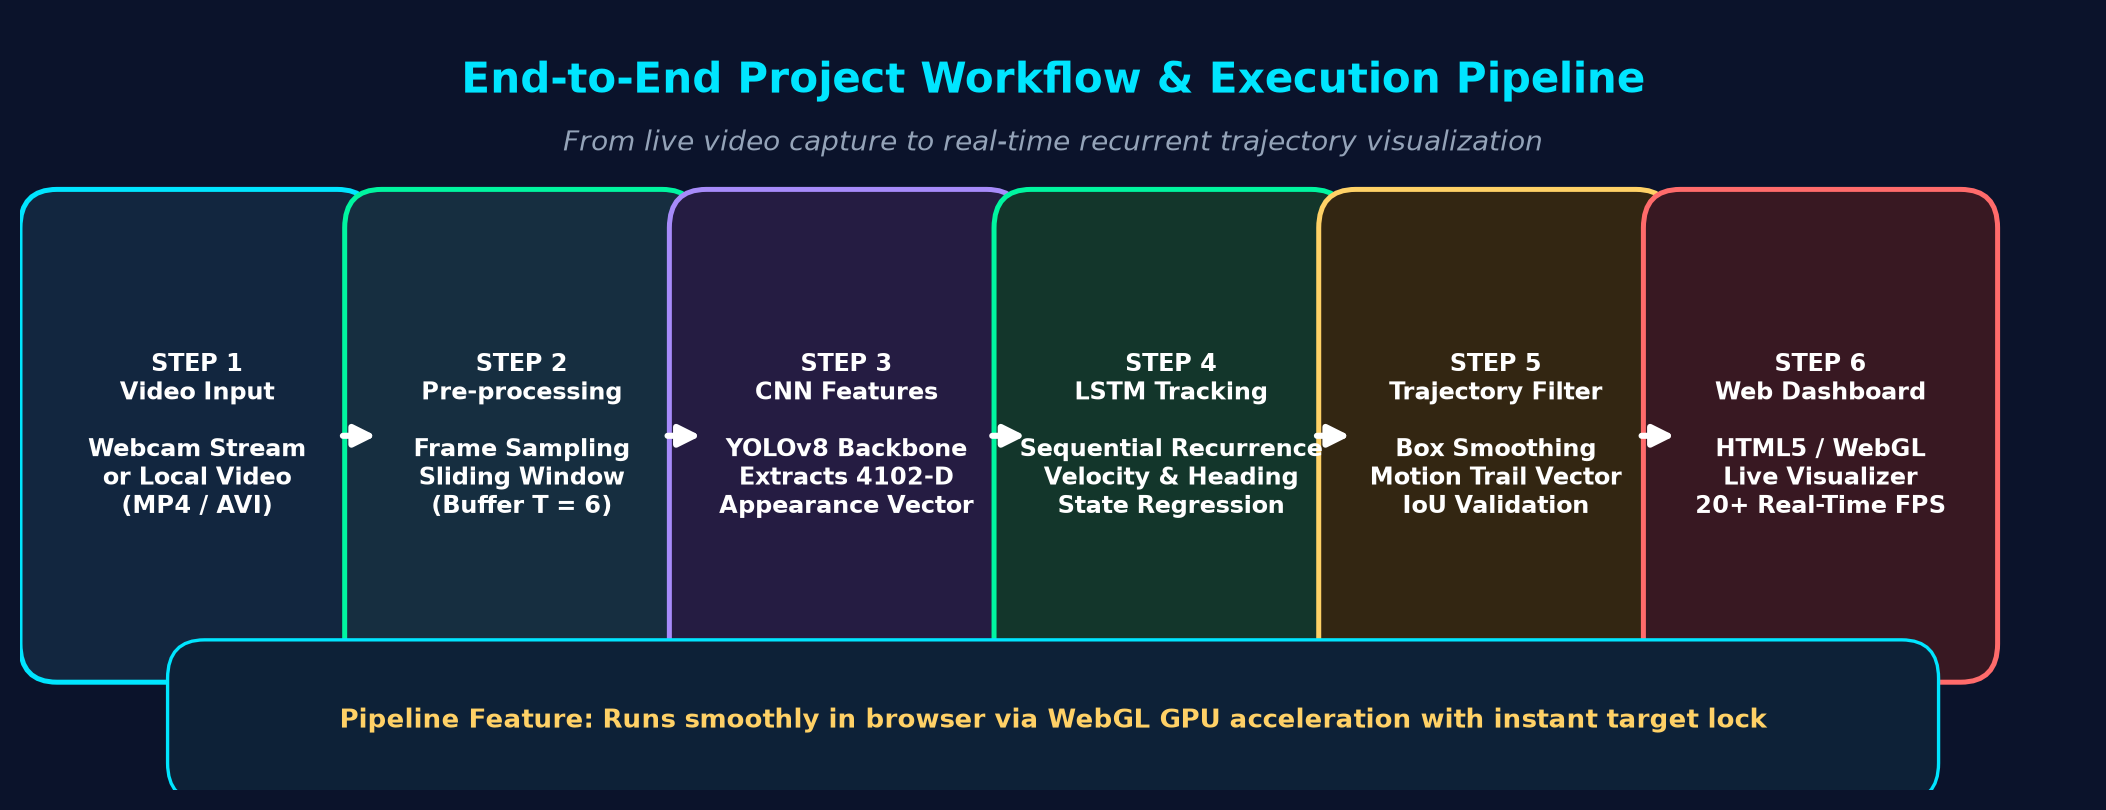 End-to-End Project Workflow & Execution Pipeline
From live video capture to real-time recurrent trajectory visualization
STEP 1
Video Input
Webcam Stream
or Local Video
(MP4 / AVI)
STEP 2
Pre-processing
Frame Sampling
Sliding Window
(Buffer T = 6)
STEP 3
CNN Features
YOLOv8 Backbone
Extracts 4102-D
Appearance Vector
STEP 4
LSTM Tracking
Sequential Recurrence
Velocity & Heading
State Regression
STEP 5
Trajectory Filter
Box Smoothing
Motion Trail Vector
IoU Validation
STEP 6
Web Dashboard
HTML5 / WebGL
Live Visualizer
20+ Real-Time FPS
Pipeline Feature: Runs smoothly in browser via WebGL GPU acceleration with instant target lock